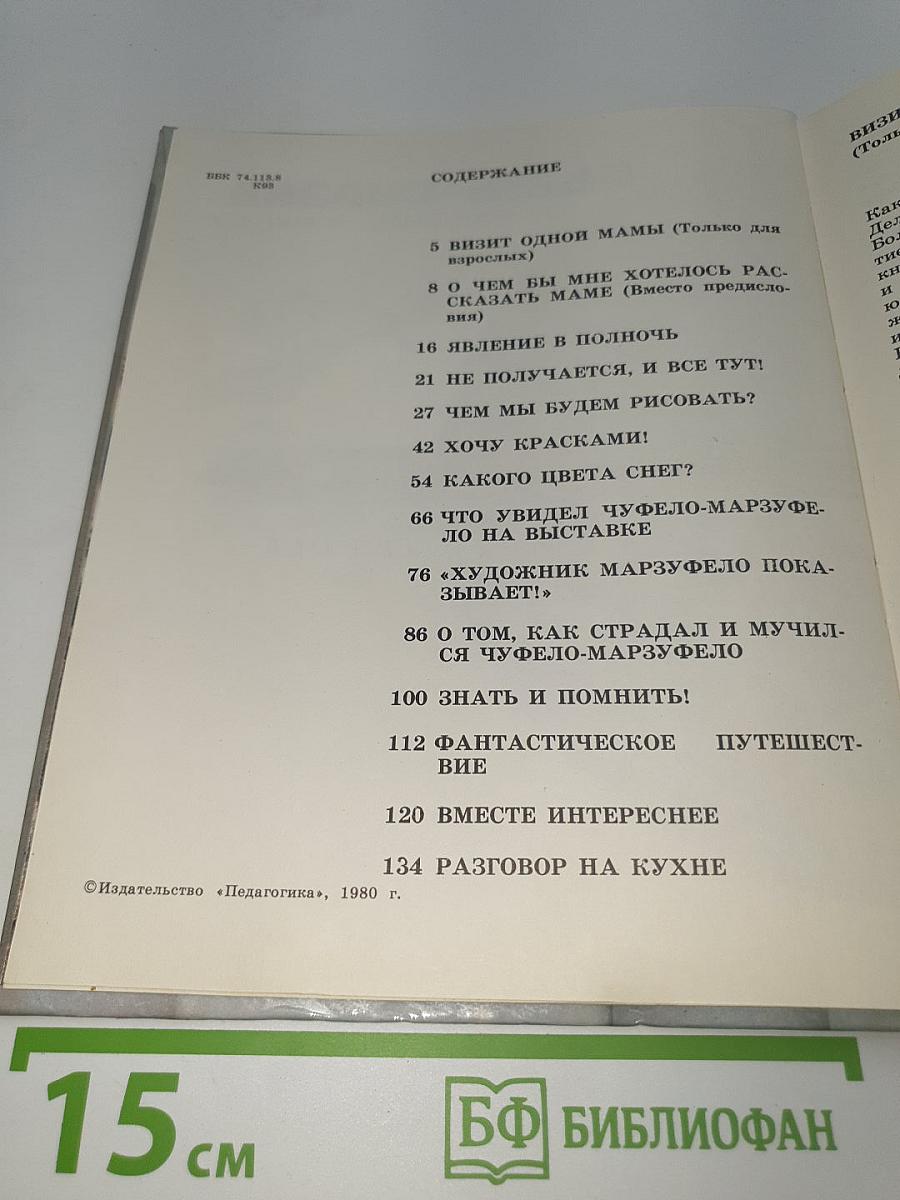 ББК 74.113.8
К93
СОДЕРЖАНИЕ
5 ВИЗИТ ОДНОЙ МАМЫ (Только для
взрослых)
8 О ЧЕМ БЫ МНЕ ХОТЕЛОСЬ РАС-
СКАЗАТЬ МАМЕ (Вместо предисло-
вия)
16 ЯВЛЕНИЕ В ПОЛНОЧЬ
21 НЕ ПОЛУЧАЕТСЯ, И ВСЕ ТУТ!
27 ЧЕМ МЫ БУДЕМ РИСОВАТЬ?
42 ХОЧУ КРАСКАМИ!
54 КАКОГО ЦВЕТА СНЕГ?
66 ЧТО УВИДЕЛ ЧУФЕЛО-МАРЗУФЕ-
ЛО НА ВЫСТАВКЕ
76 «ХУДОЖНИК МАРЗУФЕЛО ПОКА-
ЗЫВАЕТ!»
86 О ТОМ, КАК СТРАДАЛ И МУЧИЛ-
СЯ ЧУФЕЛО-МАРЗУФЕЛО
100 ЗНАТЬ И ПОМНИТЬ!
112 ФАНТАСТИЧЕСКОЕ ПУТЕШЕСТ-
ВИЕ
120 ВМЕСТЕ ИНТЕРЕСНЕЕ
134 РАЗГОВОР НА КУХНЕ
©Издательство «Педагогика», 1980 г.
15 см
БФ БИБЛИОФАН